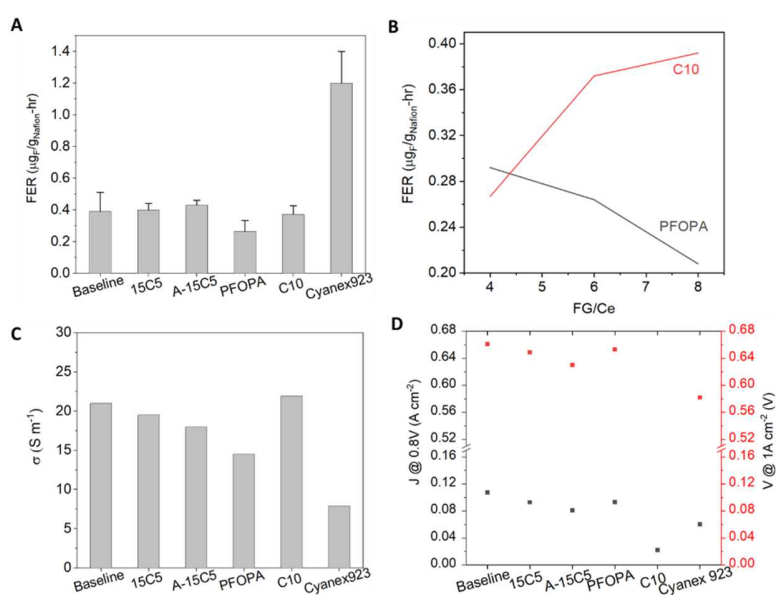 A
FER (μgF/gNafion-hr)
1.4
1.2
1.0
0.8
0.6
0.4
0.2
0.0
Baseline
15C5
A-15C5
PFOPA
C10
Cyanex923
B
FER (μgF/gNafion-hr)
0.40
0.36
0.32
0.28
0.24
0.20
C10
PFOPA
4
5
6
7
8
FG/Ce
C
σ (S m⁻¹)
30
25
20
15
10
5
0
Baseline
15C5
A-15C5
PFOPA
C10
Cyanex923
D
J @ 0.8V (A cm⁻²)
0.68
0.64
0.60
0.56
0.52
0.16
0.12
0.08
0.04
0.00
0.68
0.64
0.60
0.56
0.52
0.16
0.12
0.08
0.04
0.00
V @ 1A cm⁻² (V)
Baseline
15C5
A-15C5
PFOPA
C10
Cyanex 923